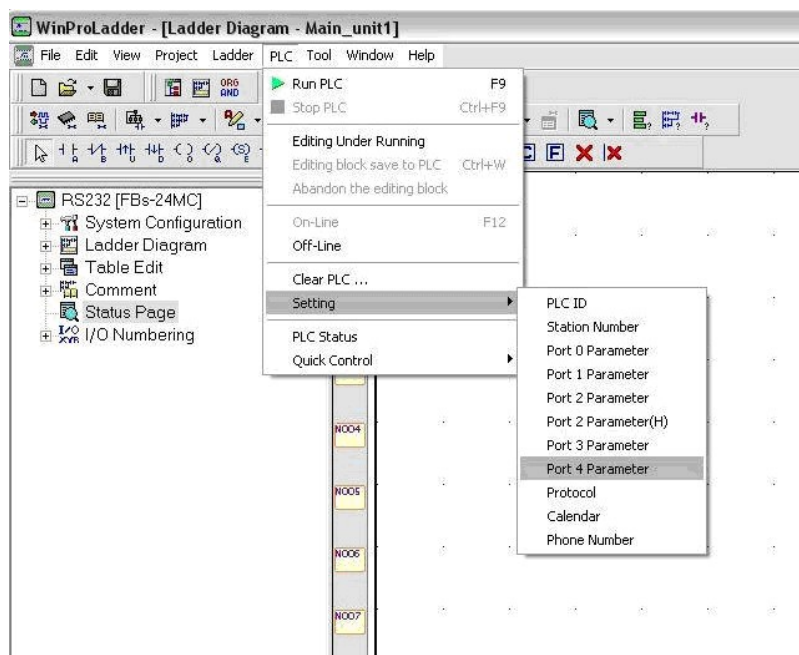 WinProLadder - [Ladder Diagram - Main_unit1]
File Edit View Project Ladder PLC Tool Window Help
ORG
AND
Run PLC F9
Stop PLC Ctrl+F9
Editing Under Running
Editing block save to PLC Ctrl+W
Abandon the editing block
On-Line F12
Off-Line
Clear PLC ...
Setting
PLC Status
Quick Control
PLC ID
Station Number
Port 0 Parameter
Port 1 Parameter
Port 2 Parameter
Port 2 Parameter(H)
Port 3 Parameter
Port 4 Parameter
Protocol
Calendar
Phone Number
RS232 [FBs-24MC]
System Configuration
Ladder Diagram
Table Edit
Comment
Status Page
I/O Numbering
N004
N005
N006
N007